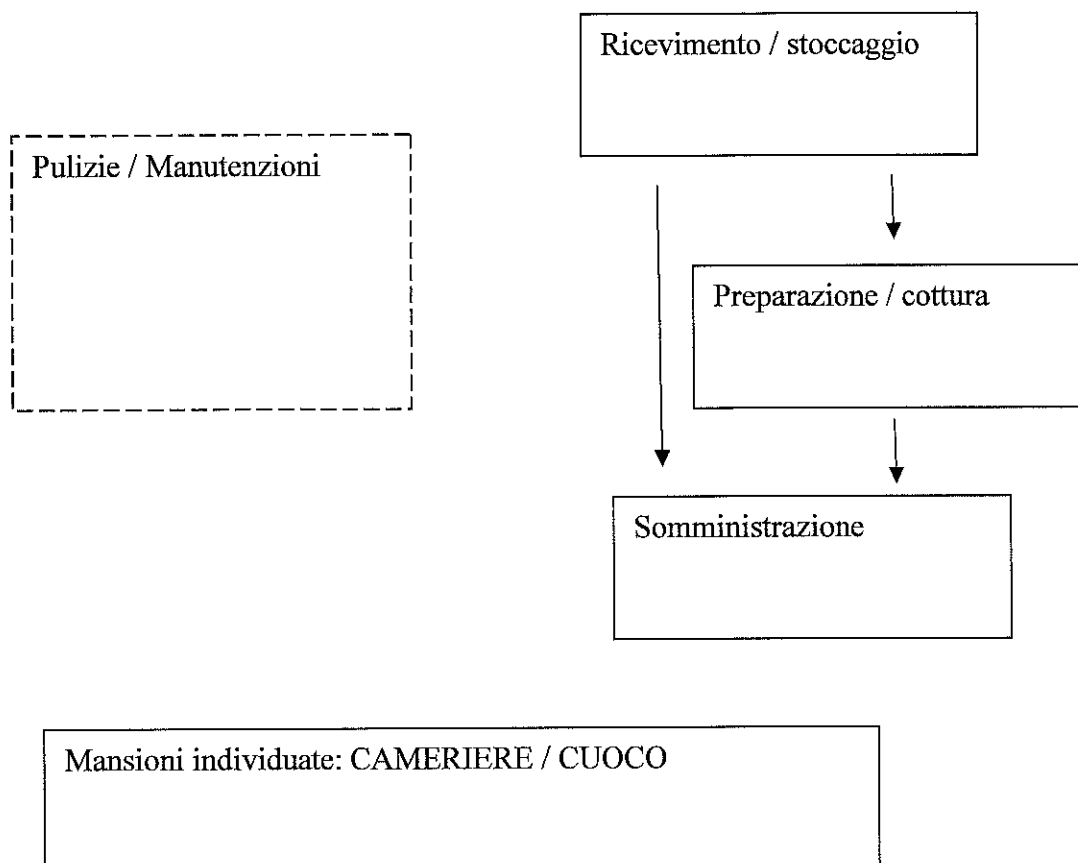 Ricevimento / stoccaggio
Pulizie / Manutenzioni
Preparazione / cottura
Somministrazione
Mansioni individuate: CAMERIERE / CUOCO